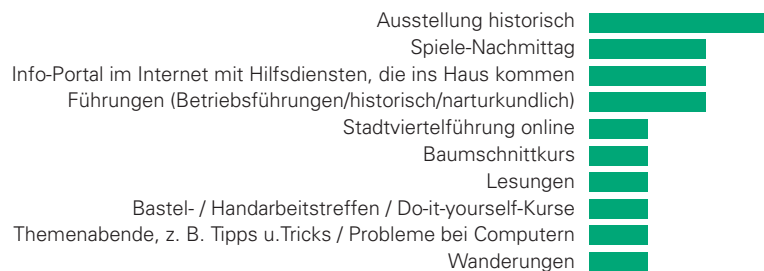 Ausstellung historisch
Spiele-Nachmittag
Info-Portal im Internet mit Hilfsdiensten, die ins Haus kommen
Führungen (Betriebsführungen/historisch/narturkundlich)
Stadtviertelführung online
Baumschnittkurs
Lesungen
Bastel- / Handarbeitstreffen / Do-it-yourself-Kurse
Themenabende, z. B. Tipps u.Tricks / Probleme bei Computern
Wanderungen